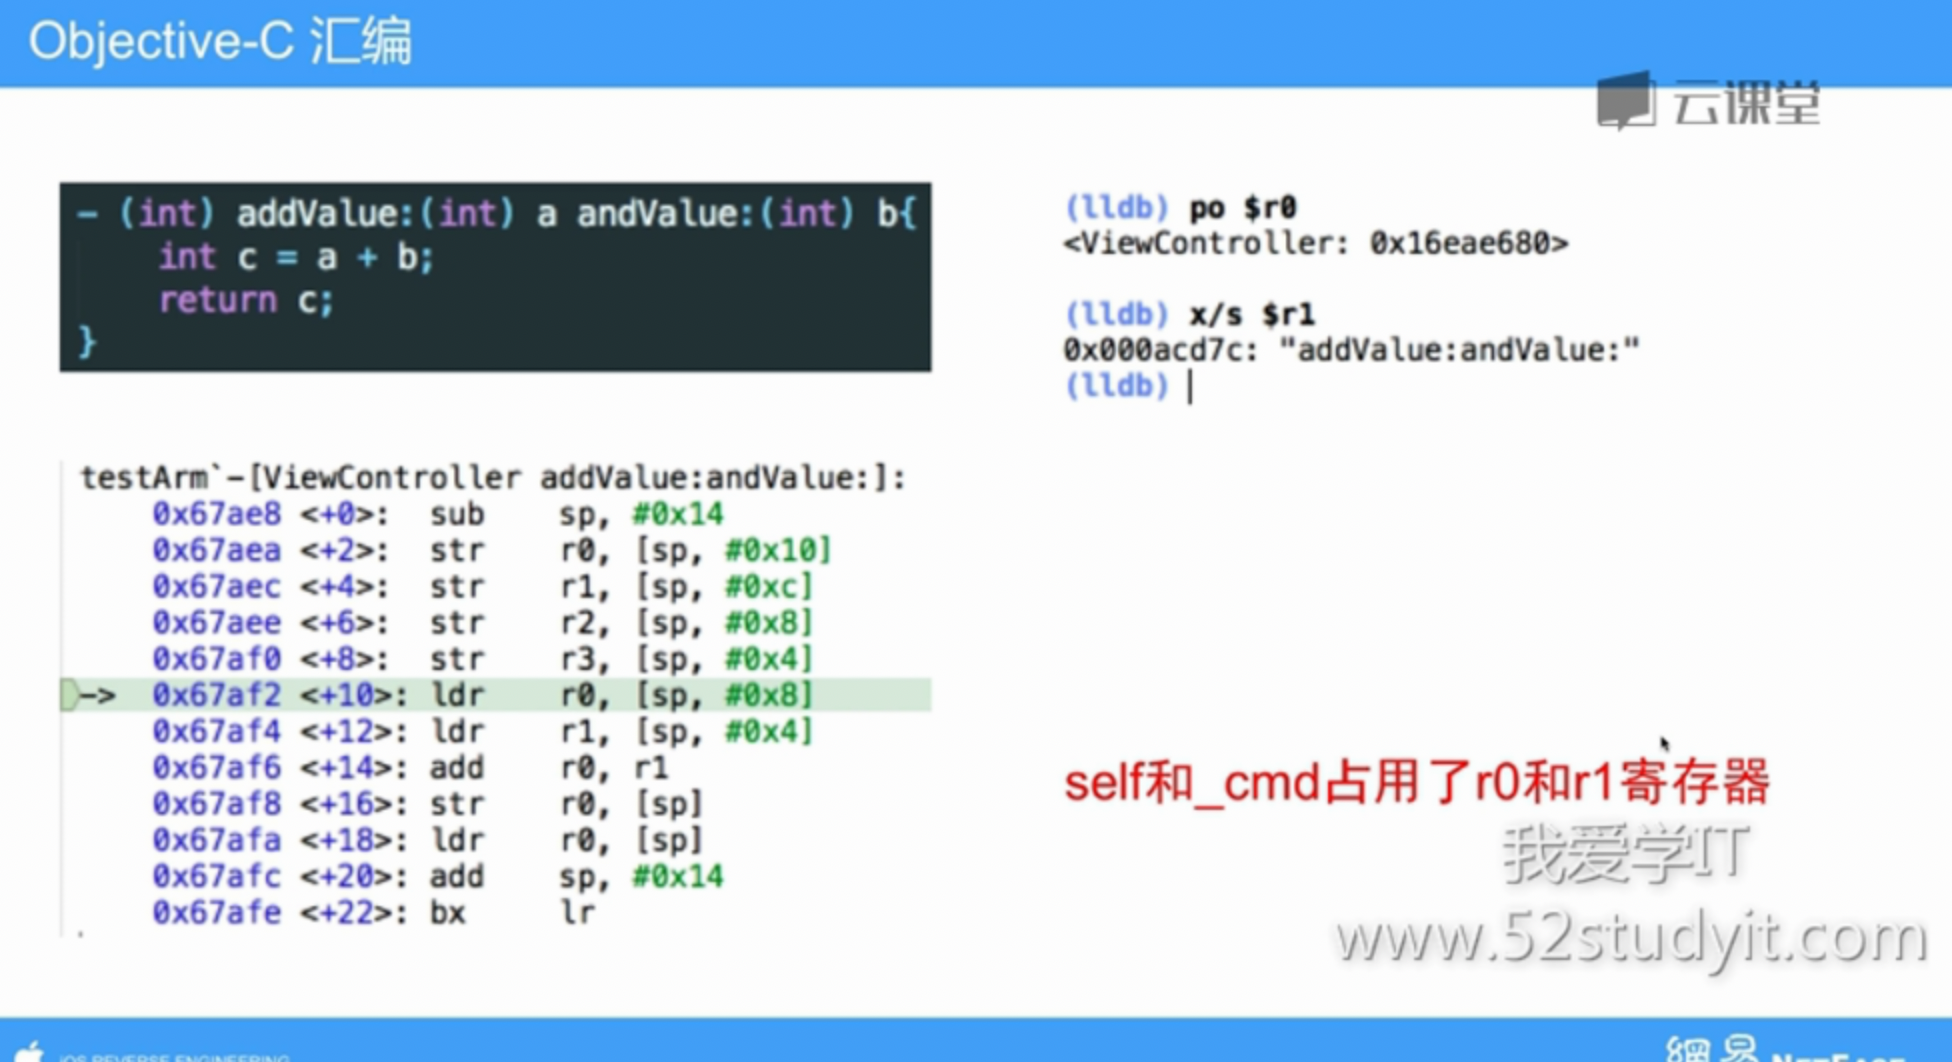 Objective-C 汇编
云课堂
- (int) addValue:(int) a andValue:(int) b{
int c = a + b;
return c;
}
(lldb) po $r0
<ViewController: 0x16eae680>
(lldb) x/s $r1
0x000acd7c: "addValue:andValue:"
(lldb)
testArm`-[ViewController addValue:andValue:]:
0x67ae8 <+0>: sub sp, #0x14
0x67aea <+2>: str r0, [sp, #0x10]
0x67aec <+4>: str r1, [sp, #0xc]
0x67aee <+6>: str r2, [sp, #0x8]
0x67af0 <+8>: str r3, [sp, #0x4]
-> 0x67af2 <+10>: ldr r0, [sp, #0x8]
0x67af4 <+12>: ldr r1, [sp, #0x4]
0x67af6 <+14>: add r0, r1
0x67af8 <+16>: str r0, [sp]
0x67afa <+18>: ldr r0, [sp]
0x67afc <+20>: add sp, #0x14
0x67afe <+22>: bx lr
self和_cmd占用了r0和r1寄存器
我爱学IT
www.52studyit.com
iOS REVERSE ENGINEERING
網易 NETEASE